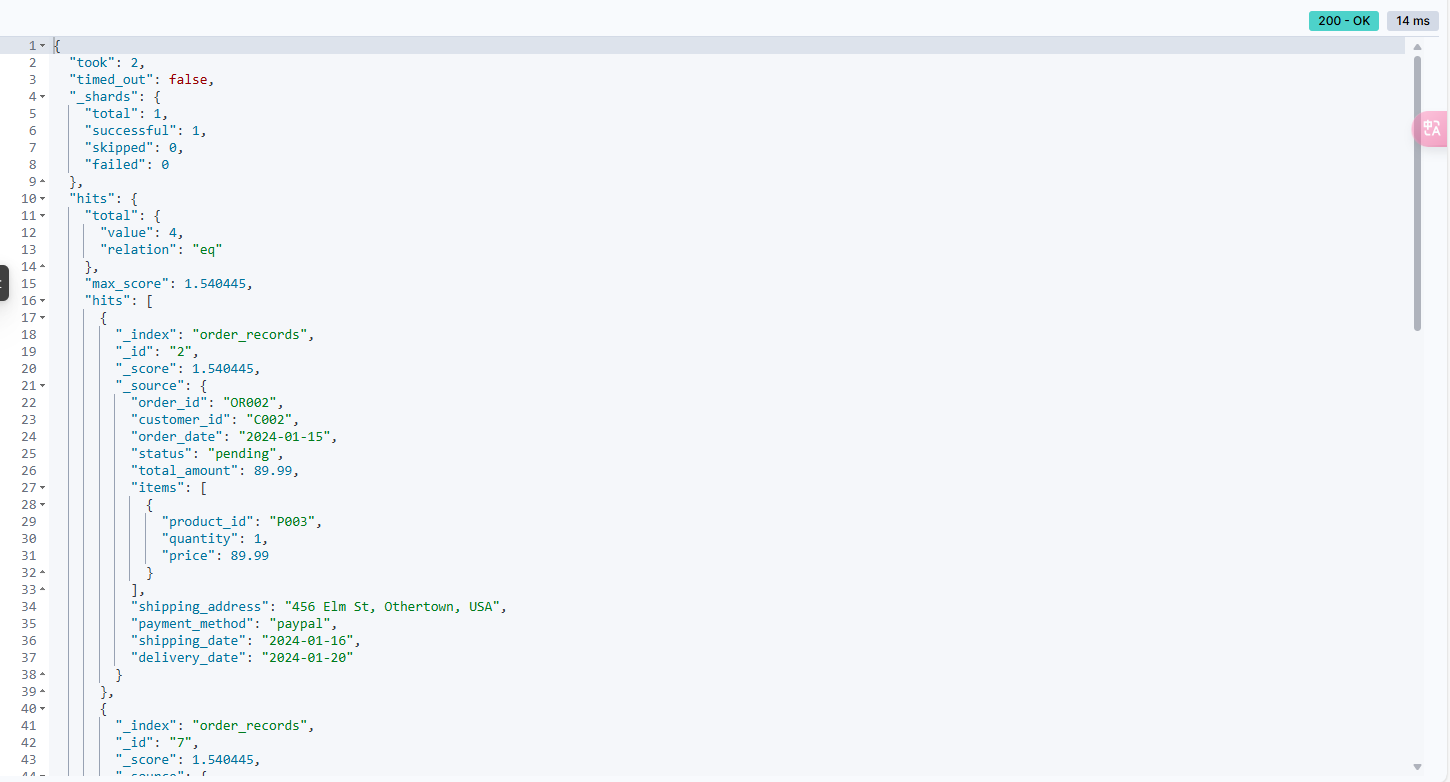 200 - OK 14 ms
1 {
2 "took": 2,
3 "timed_out": false,
4 "_shards": {
5 "total": 1,
6 "successful": 1,
7 "skipped": 0,
8 "failed": 0
9 },
10 "hits": {
11 "total": {
12 "value": 4,
13 "relation": "eq"
14 },
15 "max_score": 1.540445,
16 "hits": [
17 {
18 "_index": "order_records",
19 "_id": "2",
20 "_score": 1.540445,
21 "_source": {
22 "order_id": "OR002",
23 "customer_id": "C002",
24 "order_date": "2024-01-15",
25 "status": "pending",
26 "total_amount": 89.99,
27 "items": [
28 {
29 "product_id": "P003",
30 "quantity": 1,
31 "price": 89.99
32 }
33 ],
34 "shipping_address": "456 Elm St, Othertown, USA",
35 "payment_method": "paypal",
36 "shipping_date": "2024-01-16",
37 "delivery_date": "2024-01-20"
38 }
39 },
40 {
41 "_index": "order_records",
42 "_id": "7",
43 "_score": 1.540445,
44 "_source": {